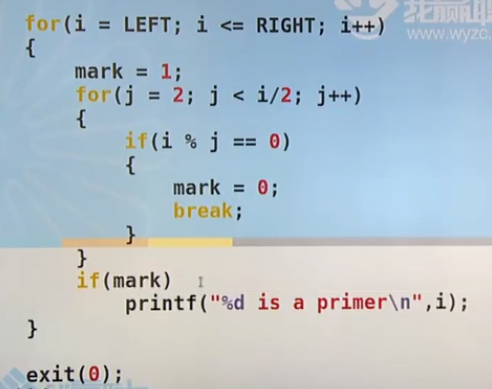 for(i = LEFT; i <= RIGHT; i++)
www.wyzc.
{
    mark = 1;
    for(j = 2; j < i/2; j++)
    {
        if(i % j == 0)
        {
            mark = 0;
            break;
        }
    }
    if(mark)
        printf("%d is a primer\n",i);
}
exit(0);